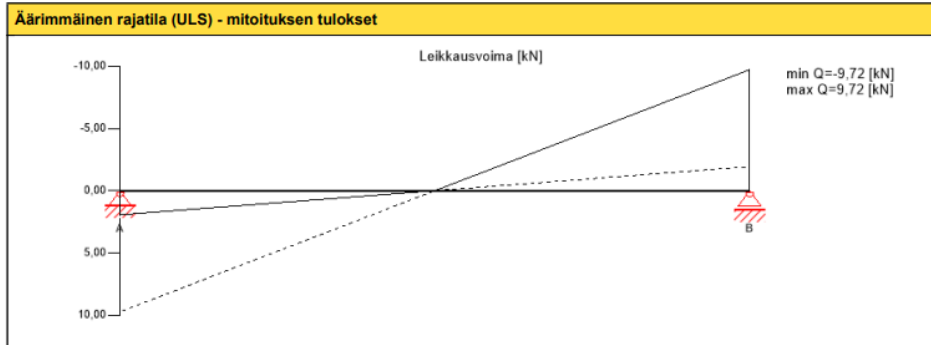 Äärimmäinen rajatila (ULS) - mitoituksen tulokset
Leikkausvoima [kN]
-10,00
min Q=-9,72 [kN]
max Q=9,72 [kN]
-5,00
0,00
A
B
5,00
10,00